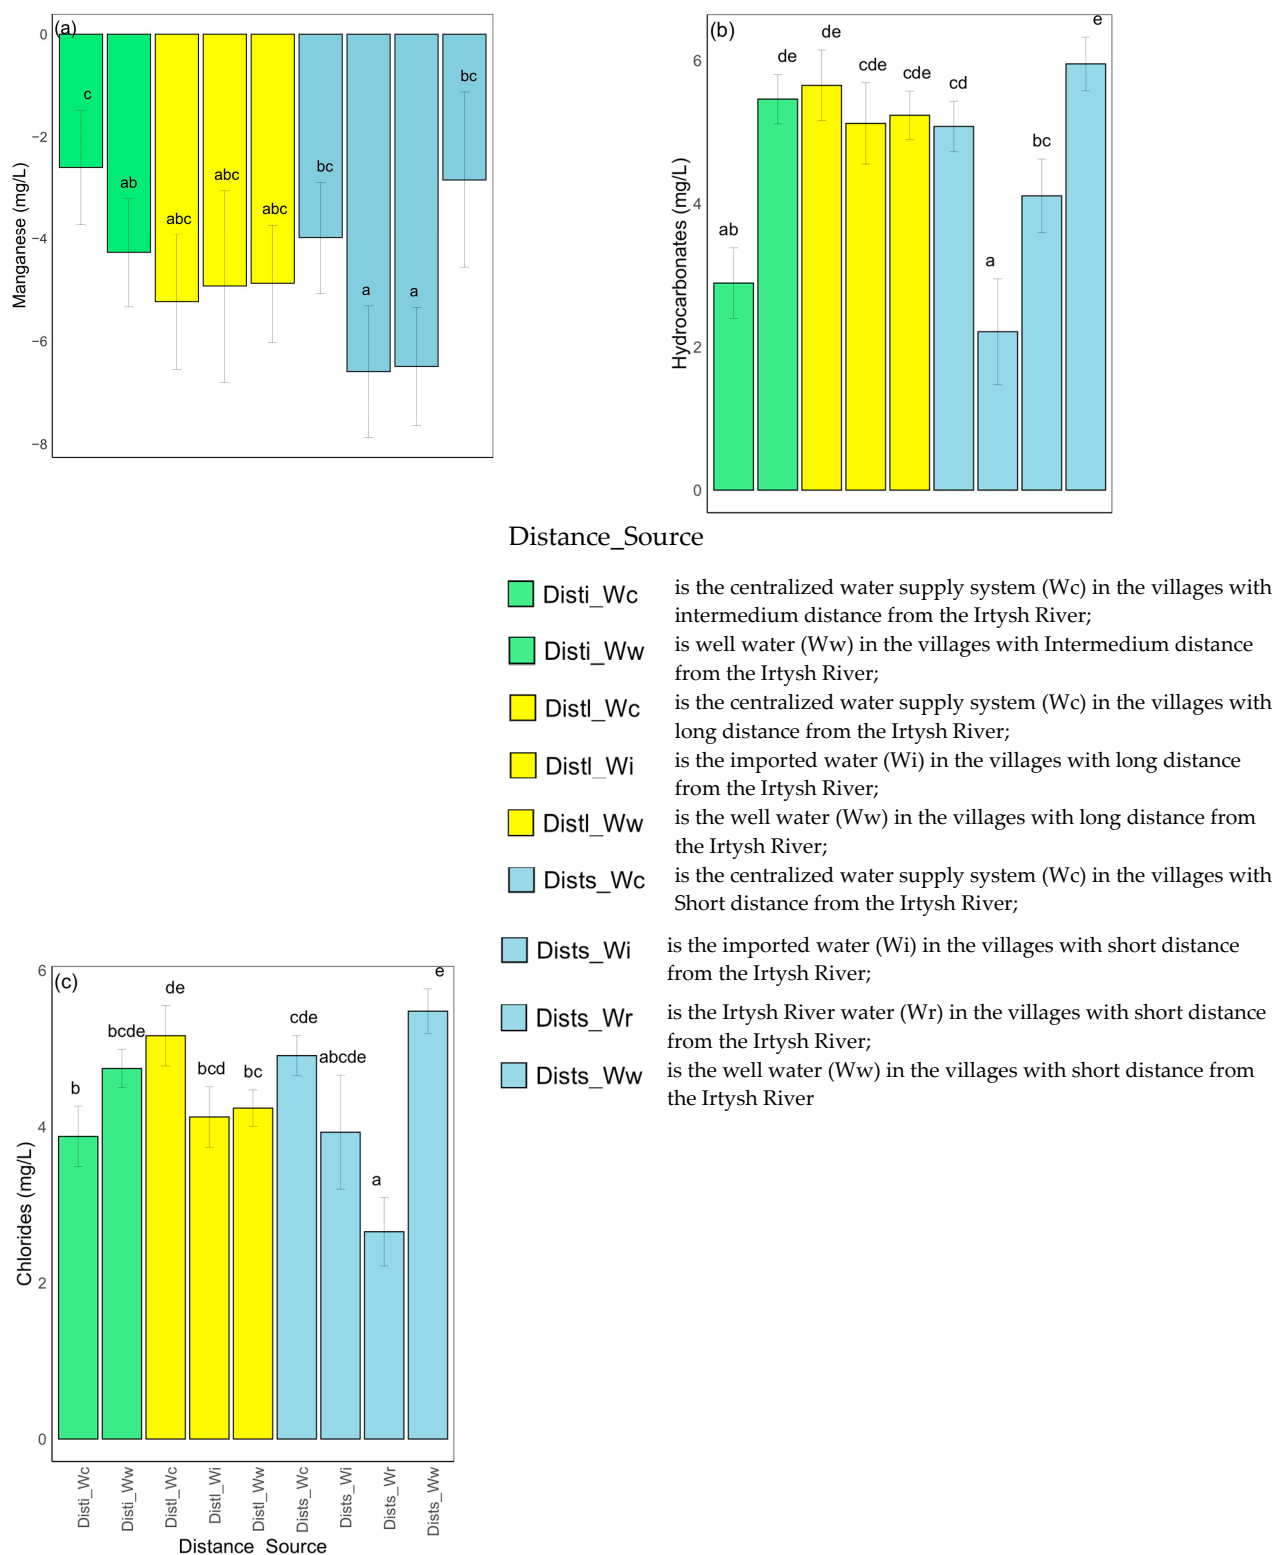 (a)
0
−2
−4
−6
−8
Manganese (mg/L)
c
ab
abc
abc
abc
bc
a
a
bc
(b)
6
4
2
0
Hydrocarbonates (mg/L)
ab
de
de
cde
cde
cd
a
bc
e
Distance_Source
Disti_Wc is the centralized water supply system (Wc) in the villages with
intermedium distance from the Irtysh River;
Disti_Ww is well water (Ww) in the villages with Intermedium distance
from the Irtysh River;
Distl_Wc is the centralized water supply system (Wc) in the villages with
long distance from the Irtysh River;
Distl_Wi is the imported water (Wi) in the villages with long distance
from the Irtysh River;
Distl_Ww is the well water (Ww) in the villages with long distance from
the Irtysh River;
Dists_Wc is the centralized water supply system (Wc) in the villages with
Short distance from the Irtysh River;
Dists_Wi is the imported water (Wi) in the villages with short distance
from the Irtysh River;
Dists_Wr is the Irtysh River water (Wr) in the villages with short distance
from the Irtysh River;
Dists_Ww is the well water (Ww) in the villages with short distance from
the Irtysh River
(c)
6
4
2
0
Chlorides (mg/L)
b
bcde
de
bcd
bc
cde
abcde
a
e
Disti_Wc
Disti_Ww
Distl_Wc
Distl_Wi
Distl_Ww
Dists_Wc
Dists_Wi
Dists_Wr
Dists_Ww
Distance Source